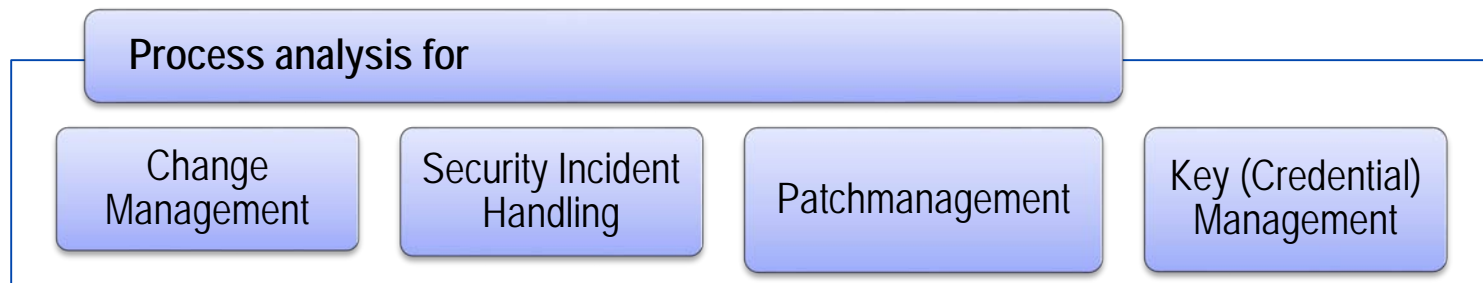 Process analysis for
Change
Management
Security Incident
Handling
Patchmanagement
Key (Credential)
Management